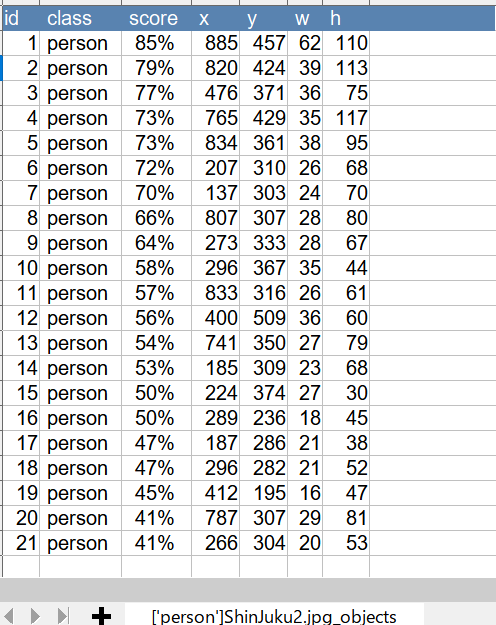 id class score x y w h
1 person 85% 885 457 62 110
2 person 79% 820 424 39 113
3 person 77% 476 371 36 75
4 person 73% 765 429 35 117
5 person 73% 834 361 38 95
6 person 72% 207 310 26 68
7 person 70% 137 303 24 70
8 person 66% 807 307 28 80
9 person 64% 273 333 28 67
10 person 58% 296 367 35 44
11 person 57% 833 316 26 61
12 person 56% 400 509 36 60
13 person 54% 741 350 27 79
14 person 53% 185 309 23 68
15 person 50% 224 374 27 30
16 person 50% 289 236 18 45
17 person 47% 187 286 21 38
18 person 47% 296 282 21 52
19 person 45% 412 195 16 47
20 person 41% 787 307 29 81
21 person 41% 266 304 20 53
['person']ShinJuku2.jpg_objects